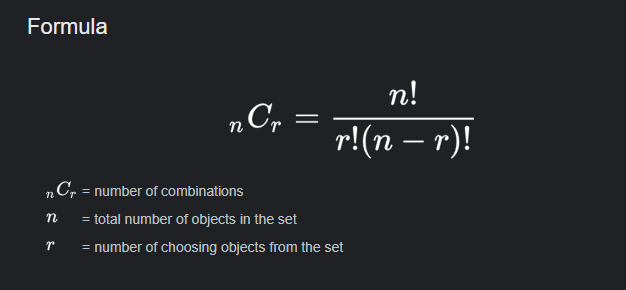 Formula
nCr = n! / r!(n − r)!
nCr = number of combinations
n = total number of objects in the set
r = number of choosing objects from the set